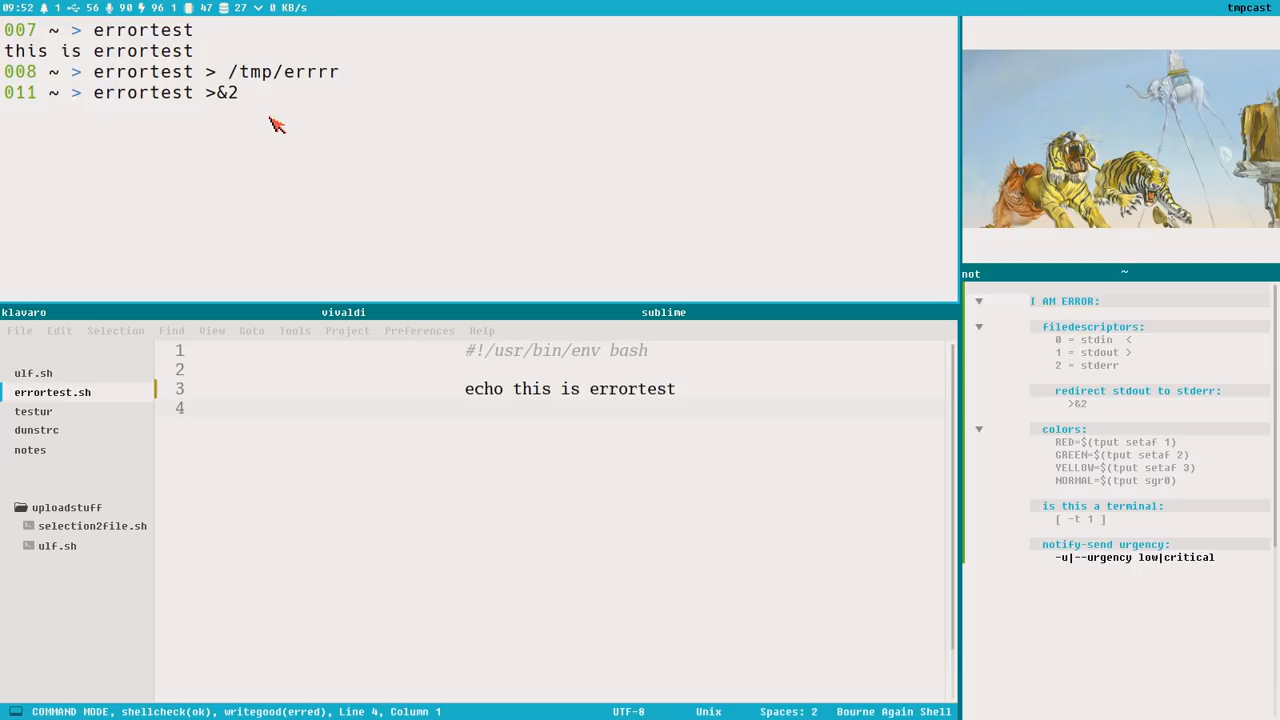 09:52 1 56 90 96 1 47 27 0 KB/s
tmpcast
007 ~ > errortest
this is errortest
008 ~ > errortest > /tmp/errrr
011 ~ > errortest >&2
klavaro vivaldi sublime
File Edit Selection Find View Goto Tools Project Preferences Help
ulf.sh
errortest.sh
testur
dunstrc
notes
uploadstuff
selection2file.sh
ulf.sh
1 #!/usr/bin/env bash
2
3 echo this is errortest
4
COMMAND MODE, shellcheck(ok), writegood(erred), Line 4, Column 1 UTF-8 Unix Spaces: 2 Bourne Again Shell
not ~
I AM ERROR:
filedescriptors:
0 = stdin <
1 = stdout >
2 = stderr
redirect stdout to stderr:
>&2
colors:
RED=$(tput setaf 1)
GREEN=$(tput setaf 2)
YELLOW=$(tput setaf 3)
NORMAL=$(tput sgr0)
is this a terminal:
[ -t 1 ]
notify-send urgency:
-u|--urgency low|critical